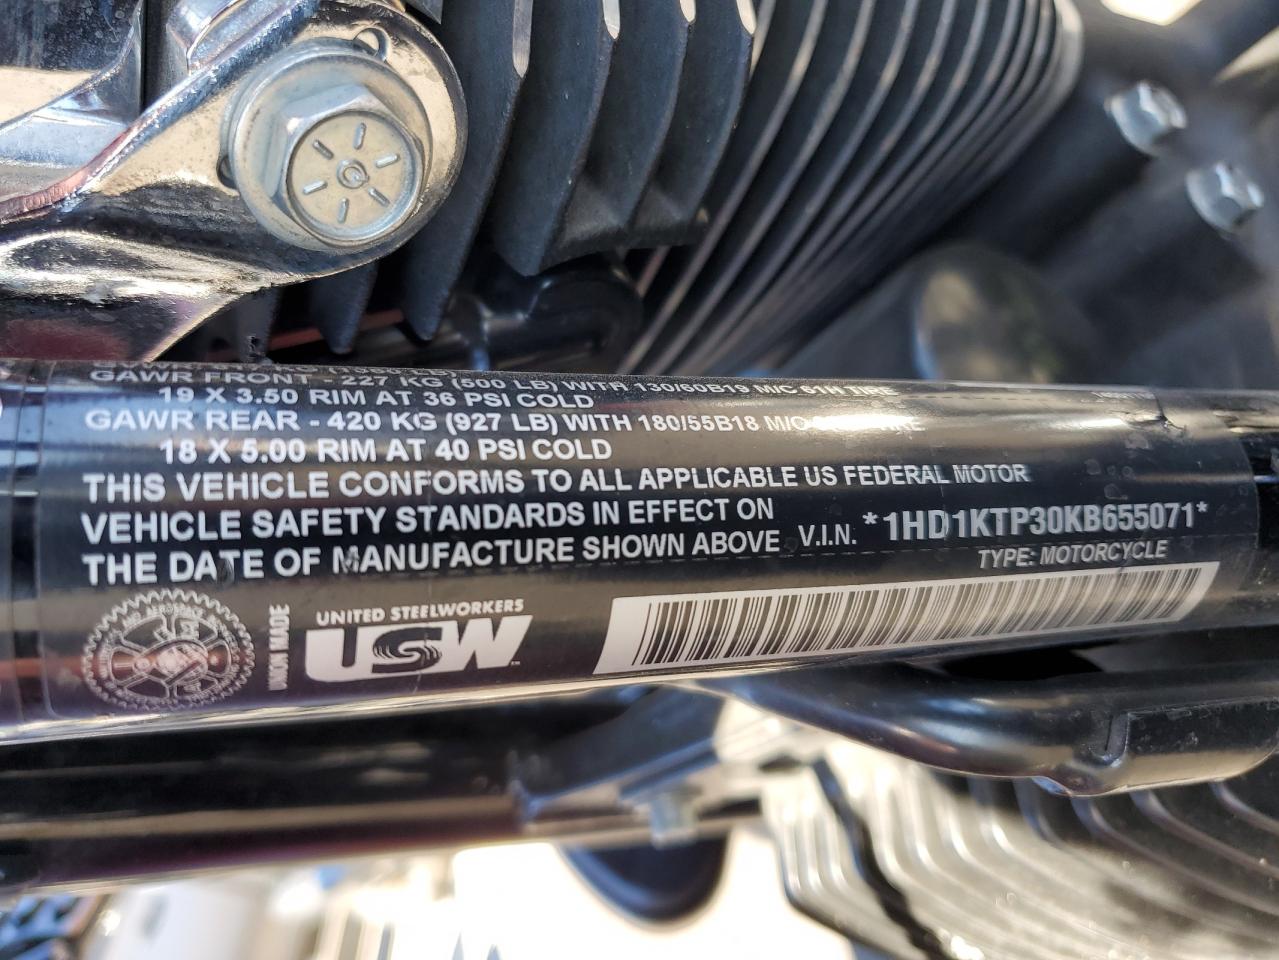 GAWR FRONT - 227 KG (500 LB) WITH 130/60B19 M/C 61H TIRE
19 X 3.50 RIM AT 36 PSI COLD
GAWR REAR - 420 KG (927 LB) WITH 180/55B18 M/C TIRE
18 X 5.00 RIM AT 40 PSI COLD
THIS VEHICLE CONFORMS TO ALL APPLICABLE US FEDERAL MOTOR
VEHICLE SAFETY STANDARDS IN EFFECT ON
THE DATE OF MANUFACTURE SHOWN ABOVE
V.I.N. *1HD1KTP30KB655071*
TYPE: MOTORCYCLE
UNION MADE
UNITED STEELWORKERS
USW